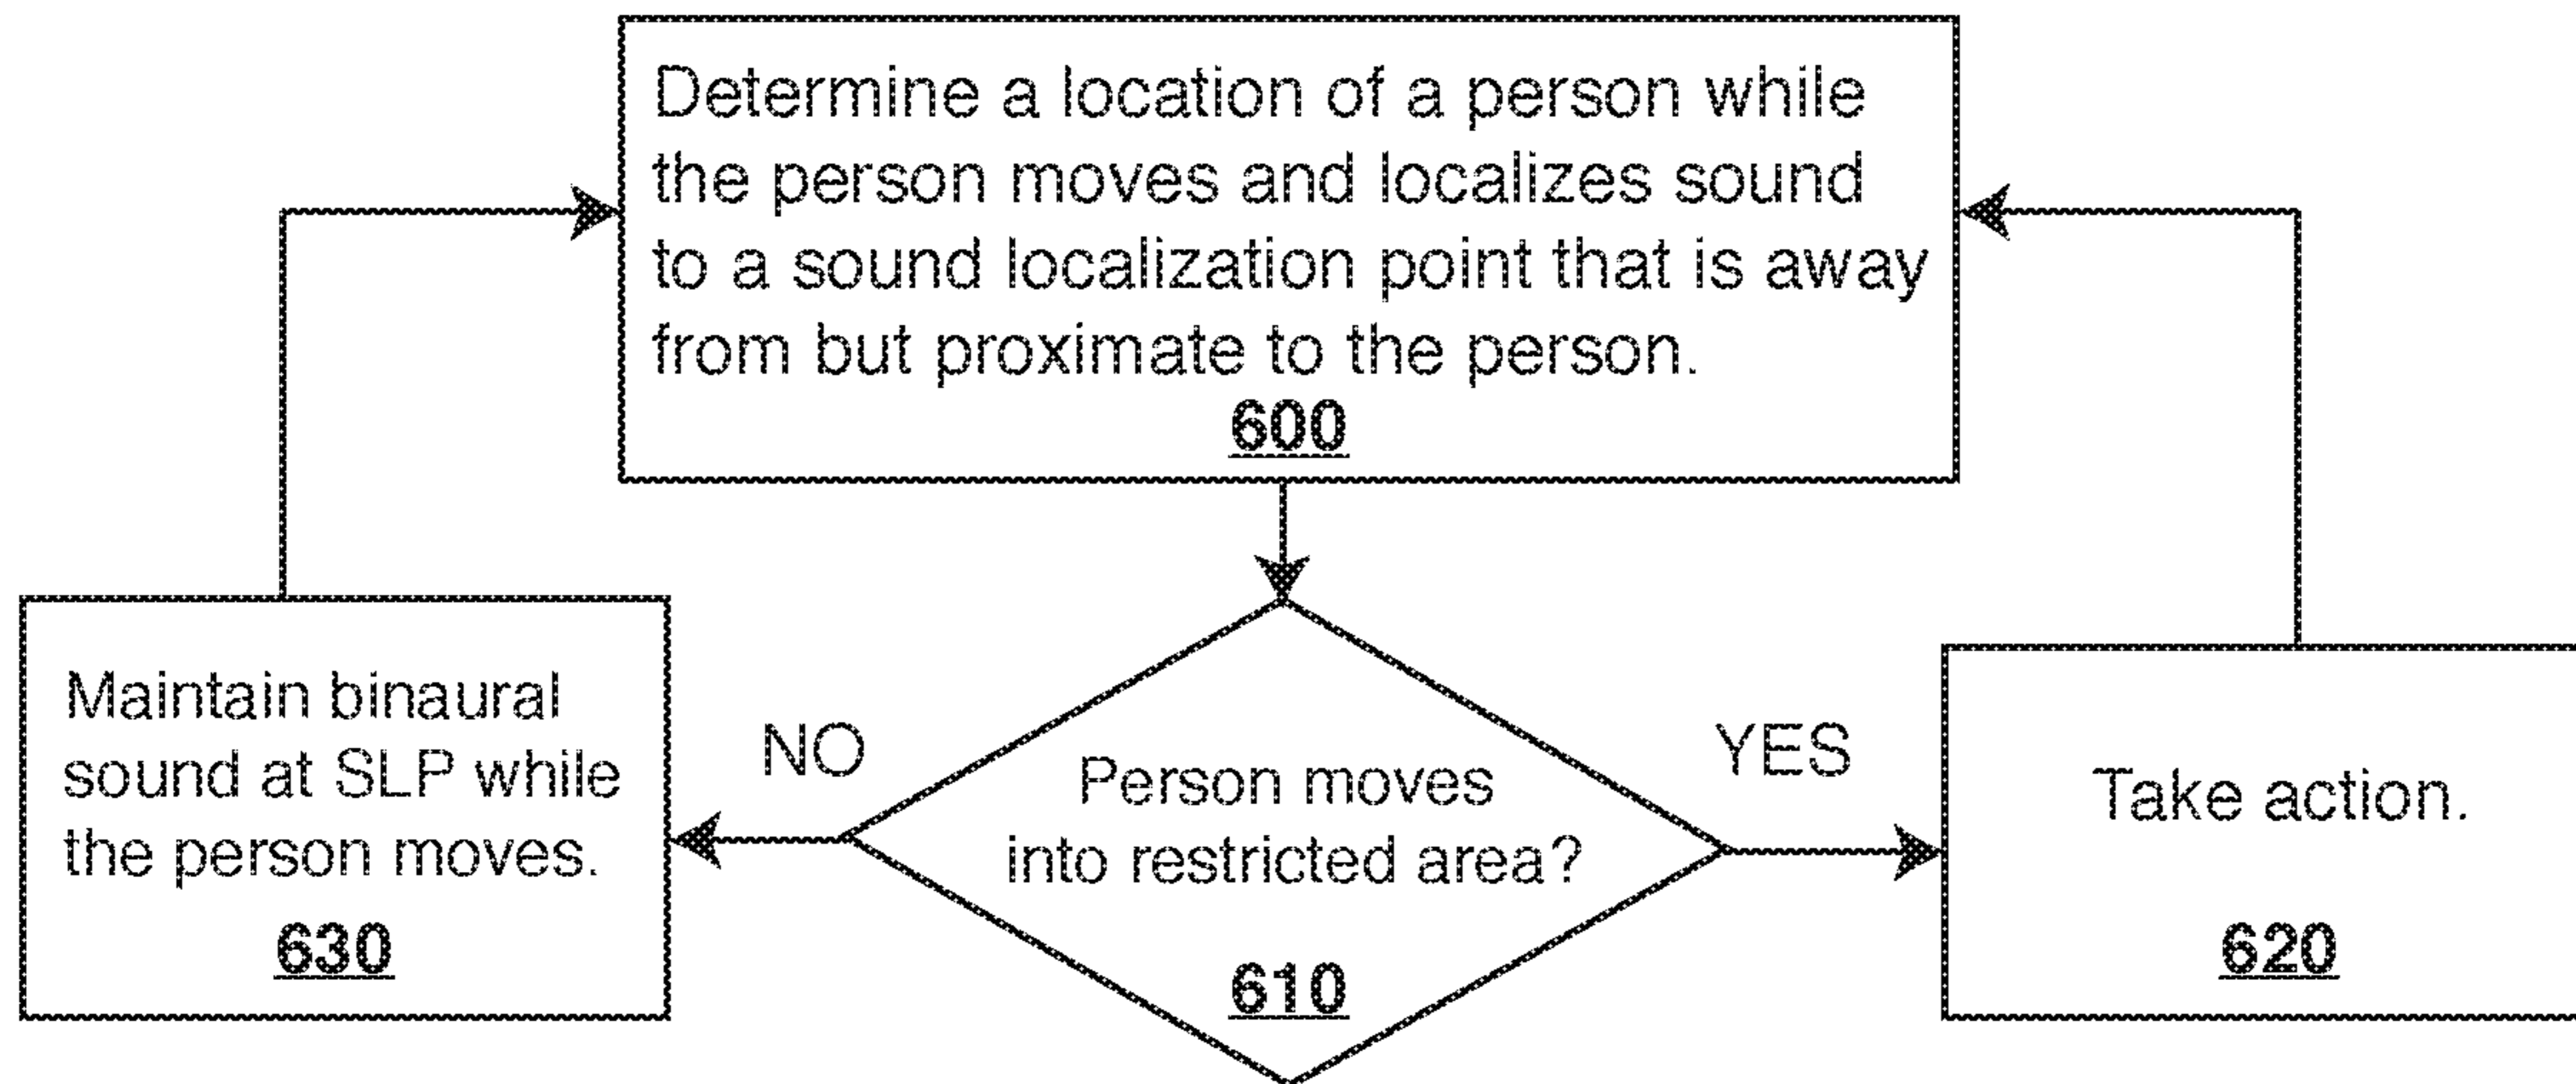 Determine a location of a person while
the person moves and localizes sound
to a sound localization point that is away
from but proximate to the person.
600
Maintain binaural
sound at SLP while
the person moves.
630
NO
Person moves
into restricted area?
610
YES
Take action.
620